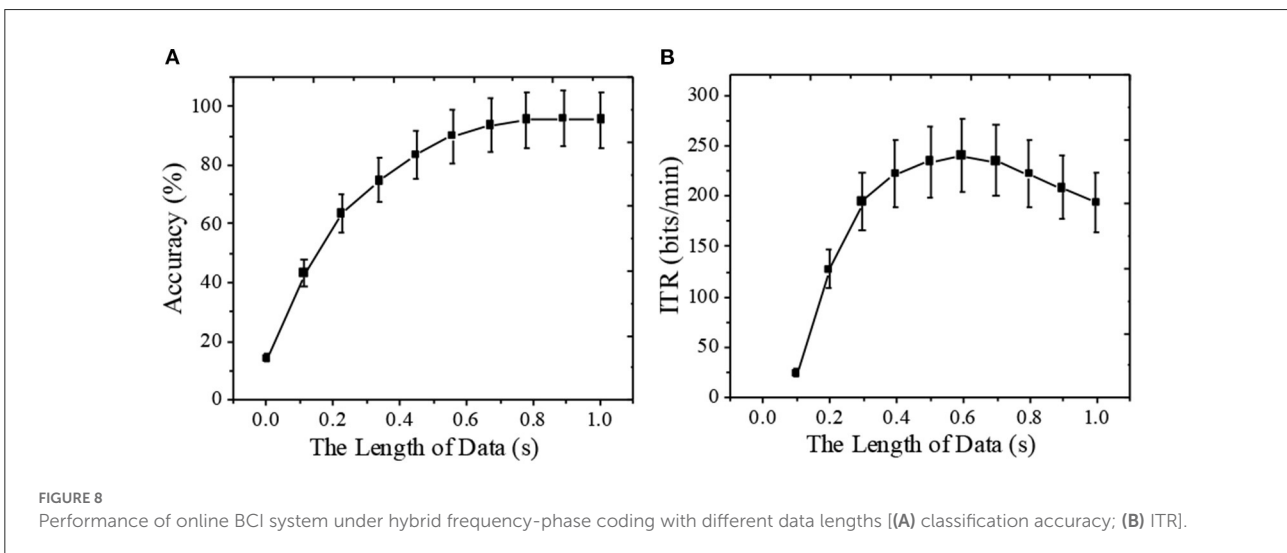 A
B
Accuracy (%)
100
80
60
40
20
0
0.0 0.2 0.4 0.6 0.8 1.0
The Length of Data (s)
ITR (bits/min)
300
250
200
150
100
50
0
0.0 0.2 0.4 0.6 0.8 1.0
The Length of Data (s)
FIGURE 8
Performance of online BCI system under hybrid frequency-phase coding with different data lengths [(A) classification accuracy; (B) ITR].